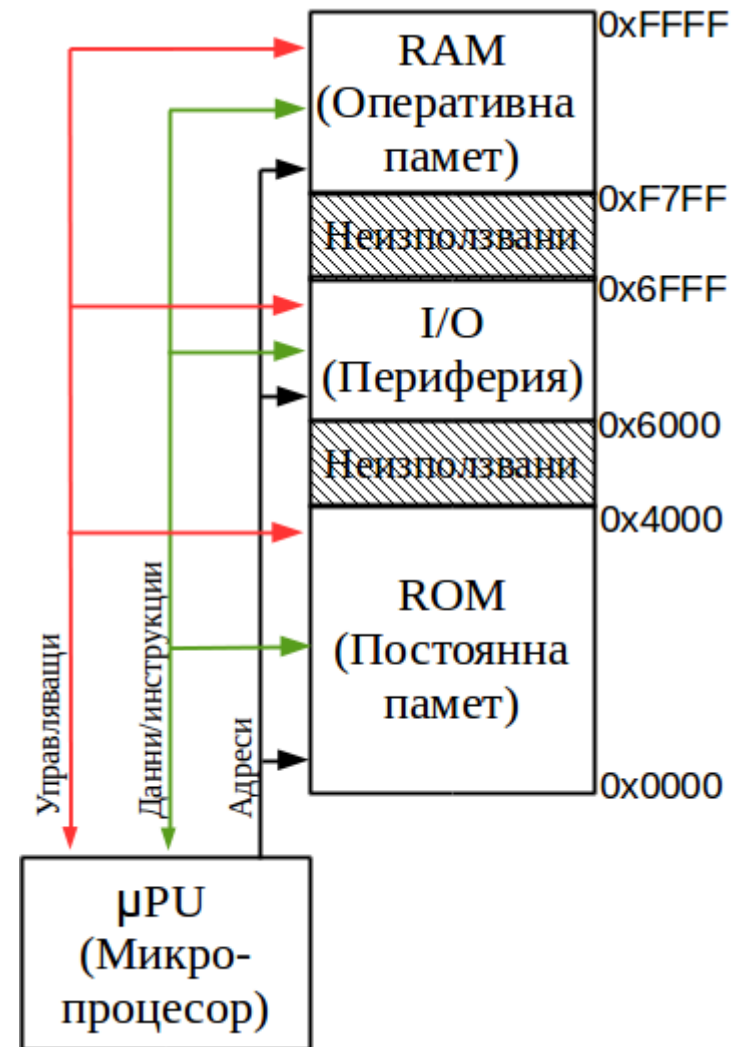 0xFFFF
RAM
(Оперативна
памет)
0xF7FF
Неизползвани
0x6FFF
I/O
(Периферия)
0x6000
Неизползвани
0x4000
ROM
(Постоянна
памет)
0x0000
Управляващи
Данни/инструкции
Адреси
µPU
(Микро-
процесор)